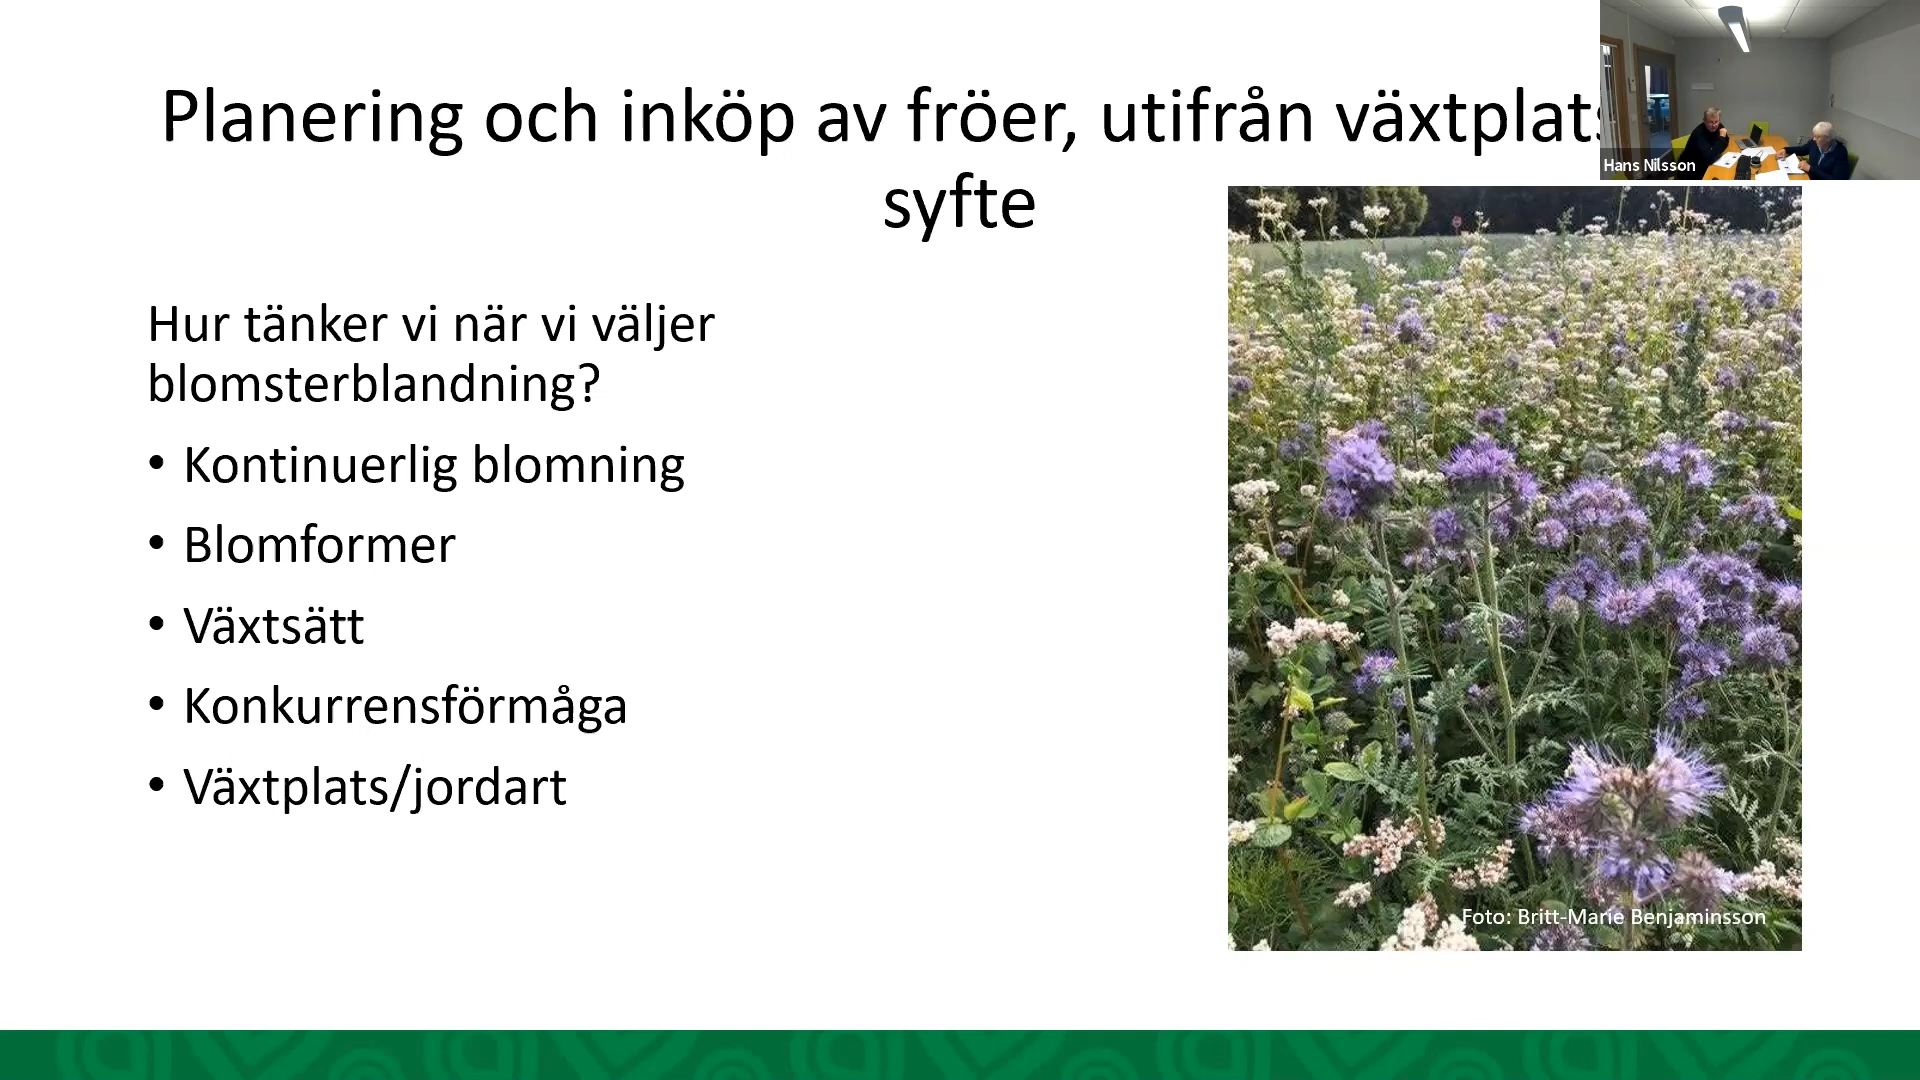 Planering och inköp av fröer, utifrån växtplats
syfte
Hans Nilsson
Hur tänker vi när vi väljer
blomsterblandning?
• Kontinuerlig blomning
• Blomformer
• Växtsätt
• Konkurrensförmåga
• Växtplats/jordart
Foto: Britt-Marie Benjaminsson